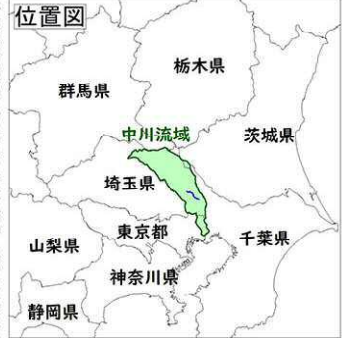 位置図
栃木県
群馬県
中川流域
茨城県
埼玉県
東京都
千葉県
山梨県
神奈川県
静岡県